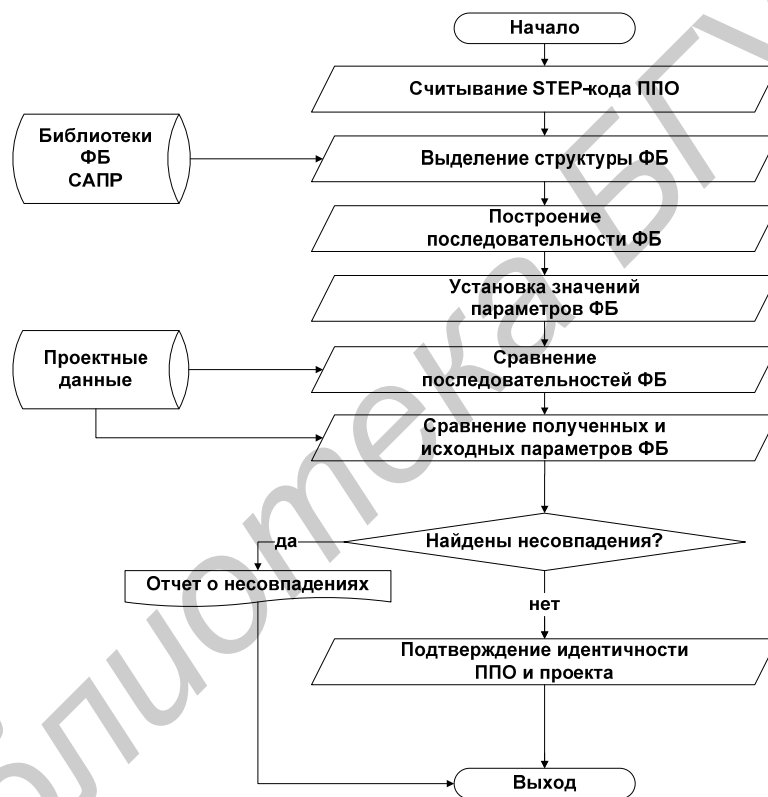 Начало
Считывание STEP-кода ППО
Библиотеки
ФБ
САПР
Выделение структуры ФБ
Построение
последовательности ФБ
Установка значений
параметров ФБ
Проектные
данные
Сравнение
последовательностей ФБ
Сравнение полученных и
исходных параметров ФБ
Найдены несовпадения?
да
Отчет о несовпадениях
нет
Подтверждение идентичности
ППО и проекта
Выход
блиотека БГУ